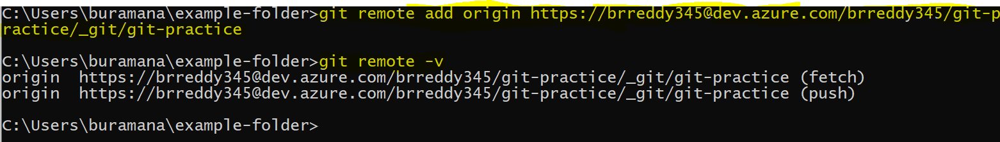 C:\Users\buramana\example-folder>git remote add origin https://brreddy345@dev.azure.com/brreddy345/git-p
ractice/_git/git-practice
C:\Users\buramana\example-folder>git remote -v
origin  https://brreddy345@dev.azure.com/brreddy345/git-practice/_git/git-practice (fetch)
origin  https://brreddy345@dev.azure.com/brreddy345/git-practice/_git/git-practice (push)
C:\Users\buramana\example-folder>